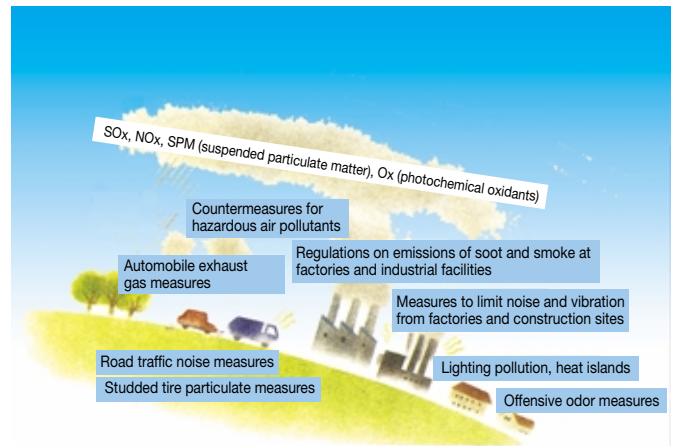 SOx, NOx, SPM (suspended particulate matter), Ox (photochemical oxidants)
Countermeasures for
hazardous air pollutants
Regulations on emissions of soot and smoke at
factories and industrial facilities
Automobile exhaust
gas measures
Measures to limit noise and vibration
from factories and construction sites
Road traffic noise measures
Studded tire particulate measures
Lighting pollution, heat islands
Offensive odor measures